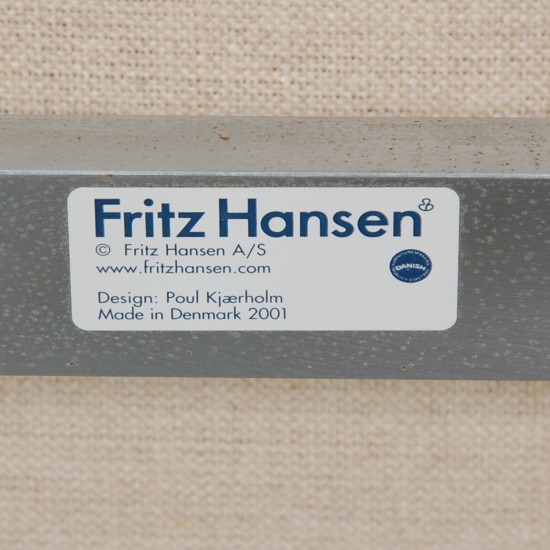 Fritz Hansen
© Fritz Hansen A/S
www.fritzhansen.com
DANISH
Design: Poul Kjærholm
Made in Denmark 2001